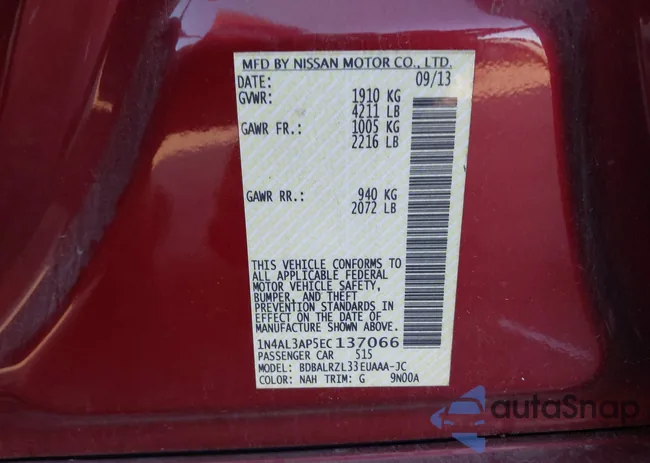 MFD BY NISSAN MOTOR CO., LTD.
DATE: 09/13
GVWR: 1910 KG
4211 LB
GAWR FR.: 1005 KG
2216 LB
GAWR RR.: 940 KG
2072 LB
THIS VEHICLE CONFORMS TO
ALL APPLICABLE FEDERAL
MOTOR VEHICLE SAFETY,
BUMPER, AND THEFT
PREVENTION STANDARDS IN
EFFECT ON THE DATE OF
MANUFACTURE SHOWN ABOVE.
1N4AL3AP5EC137066
PASSENGER CAR 515
MODEL: BDBALRZL33EUAAA-JC
COLOR: NAH TRIM: G 9N00A
autoSnap